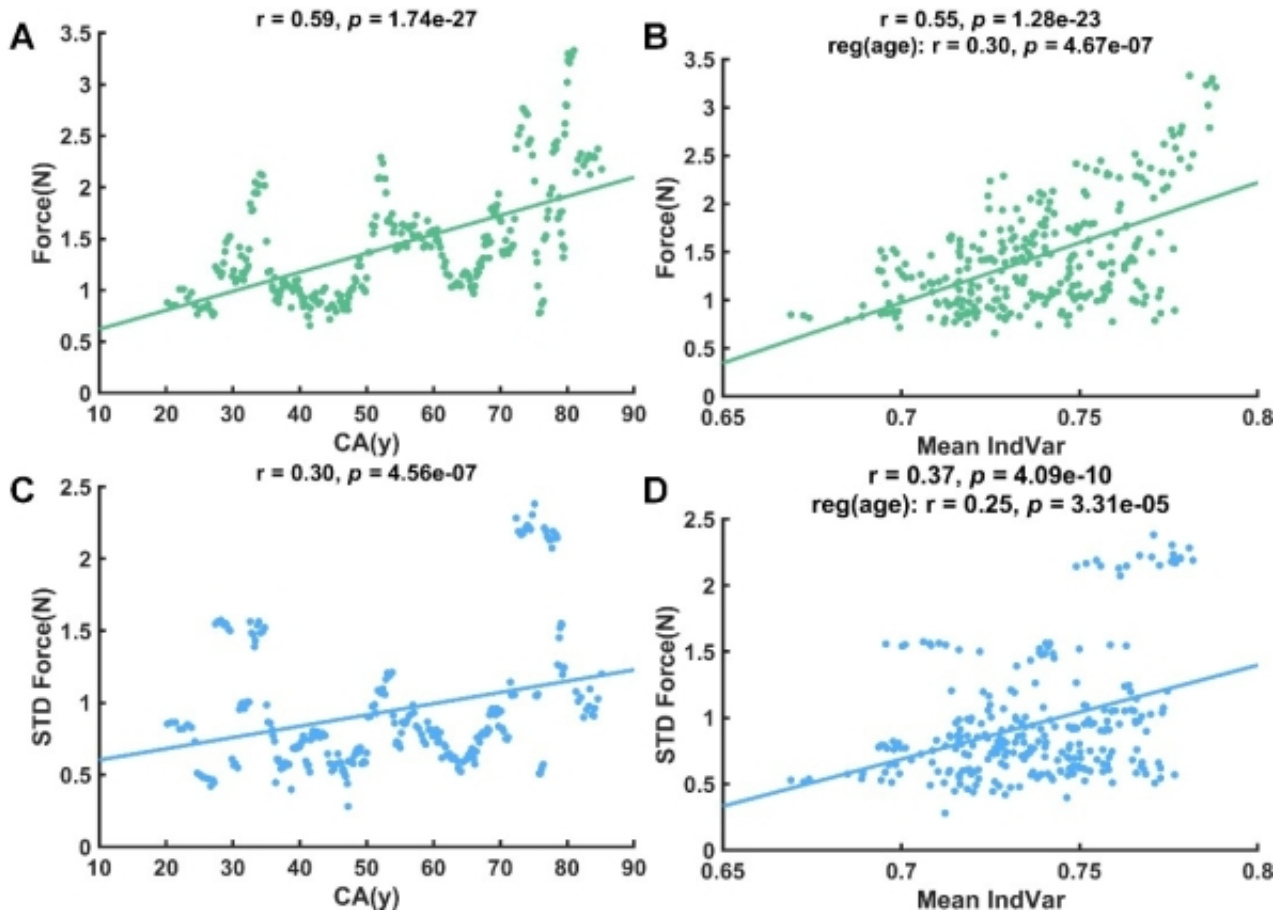 A
r = 0.59, p = 1.74e-27
3.5
3
2.5
2
1.5
1
0.5
0
Force(N)
10 20 30 40 50 60 70 80 90
CA(y)
B
r = 0.55, p = 1.28e-23
reg(age): r = 0.30, p = 4.67e-07
3.5
3
2.5
2
1.5
1
0.5
0
Force(N)
0.65 0.7 0.75 0.8
Mean IndVar
C
r = 0.30, p = 4.56e-07
2.5
2
1.5
1
0.5
0
STD Force(N)
10 20 30 40 50 60 70 80 90
CA(y)
D
r = 0.37, p = 4.09e-10
reg(age): r = 0.25, p = 3.31e-05
2.5
2
1.5
1
0.5
0
STD Force(N)
0.65 0.7 0.75 0.8
Mean IndVar